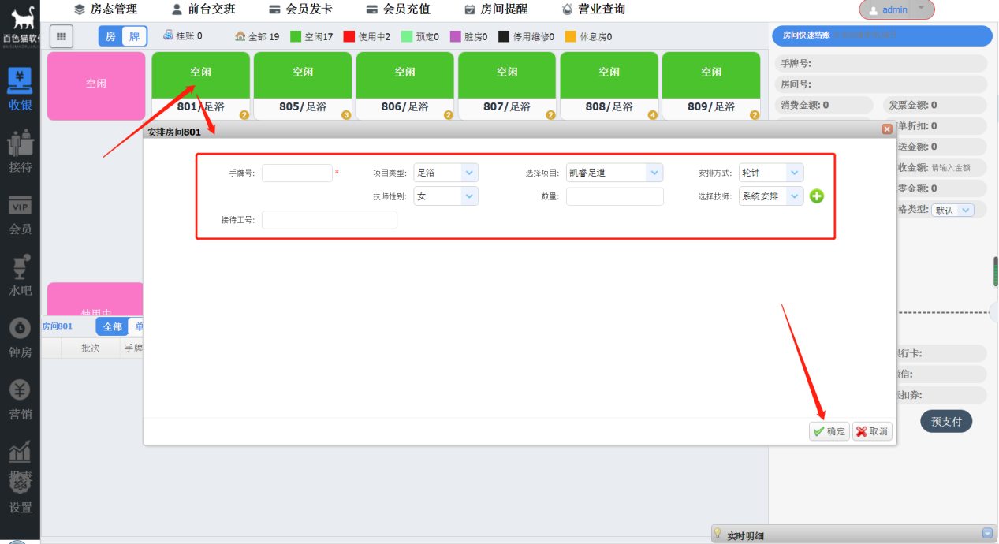 房态管理 前台交班 会员发卡 会员充值 房间提醒 营业查询 admin
百色猫软件
房 牌 挂账 0 全部 19 空闲17 使用中2 预定0 脏房0 停用维修0 休息房0 房间快速结账
空闲 空闲 空闲 空闲 空闲 空闲 空闲
801/足浴 805/足浴 806/足浴 807/足浴 808/足浴 809/足浴
2 3 2 2 4 2
手牌号:
房间号:
消费金额: 0 发票金额: 0
单折扣: 0
送金额: 0
收金额: 请输入金额
零金额: 0
格类型: 默认
收银
接待
VIP
会员
水吧
钟房
营销
设置
安排房间801
手牌号: * 项目类型: 足浴 选择项目: 凯睿足道 安排方式: 轮钟
技师性别: 女 数量: 选择技师: 系统安排
接待工号:
使用中
房间801 全部 单
批次 手牌
确定 取消
银行卡:
微信:
抵扣券:
预支付
实时明细